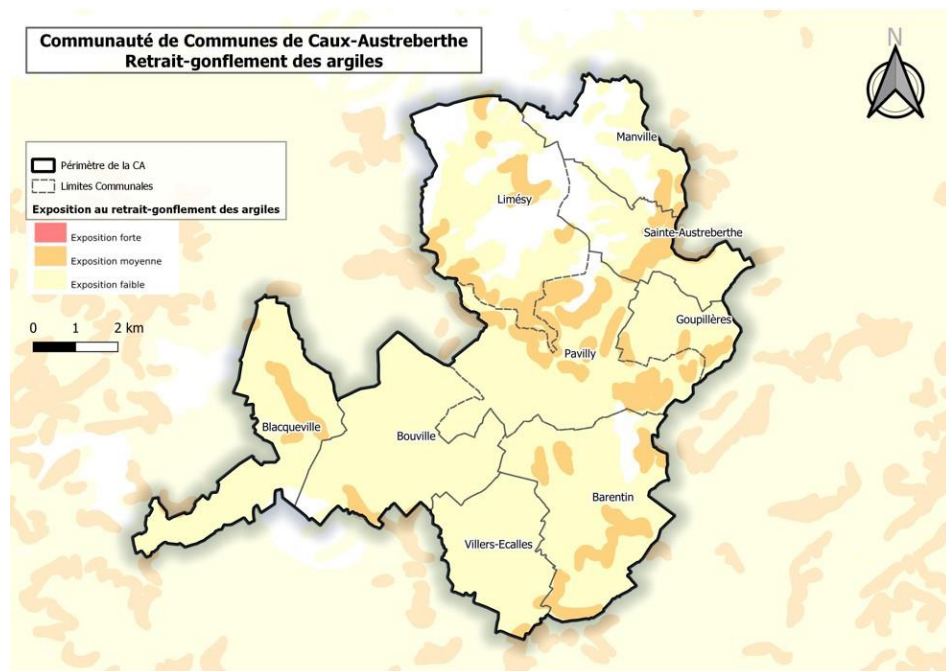 Communauté de Communes de Caux-Austreberthe
Retrait-gonflement des argiles
N
Périmètre de la CA
Limites Communales
Exposition au retrait-gonflement des argiles
Exposition forte
Exposition moyenne
Exposition faible
0 1 2 km
Manville
Limésy
Sainte-Austreberthe
Goupillères
Pavilly
Blacqueville
Bouville
Barentin
Villers-Ecalles